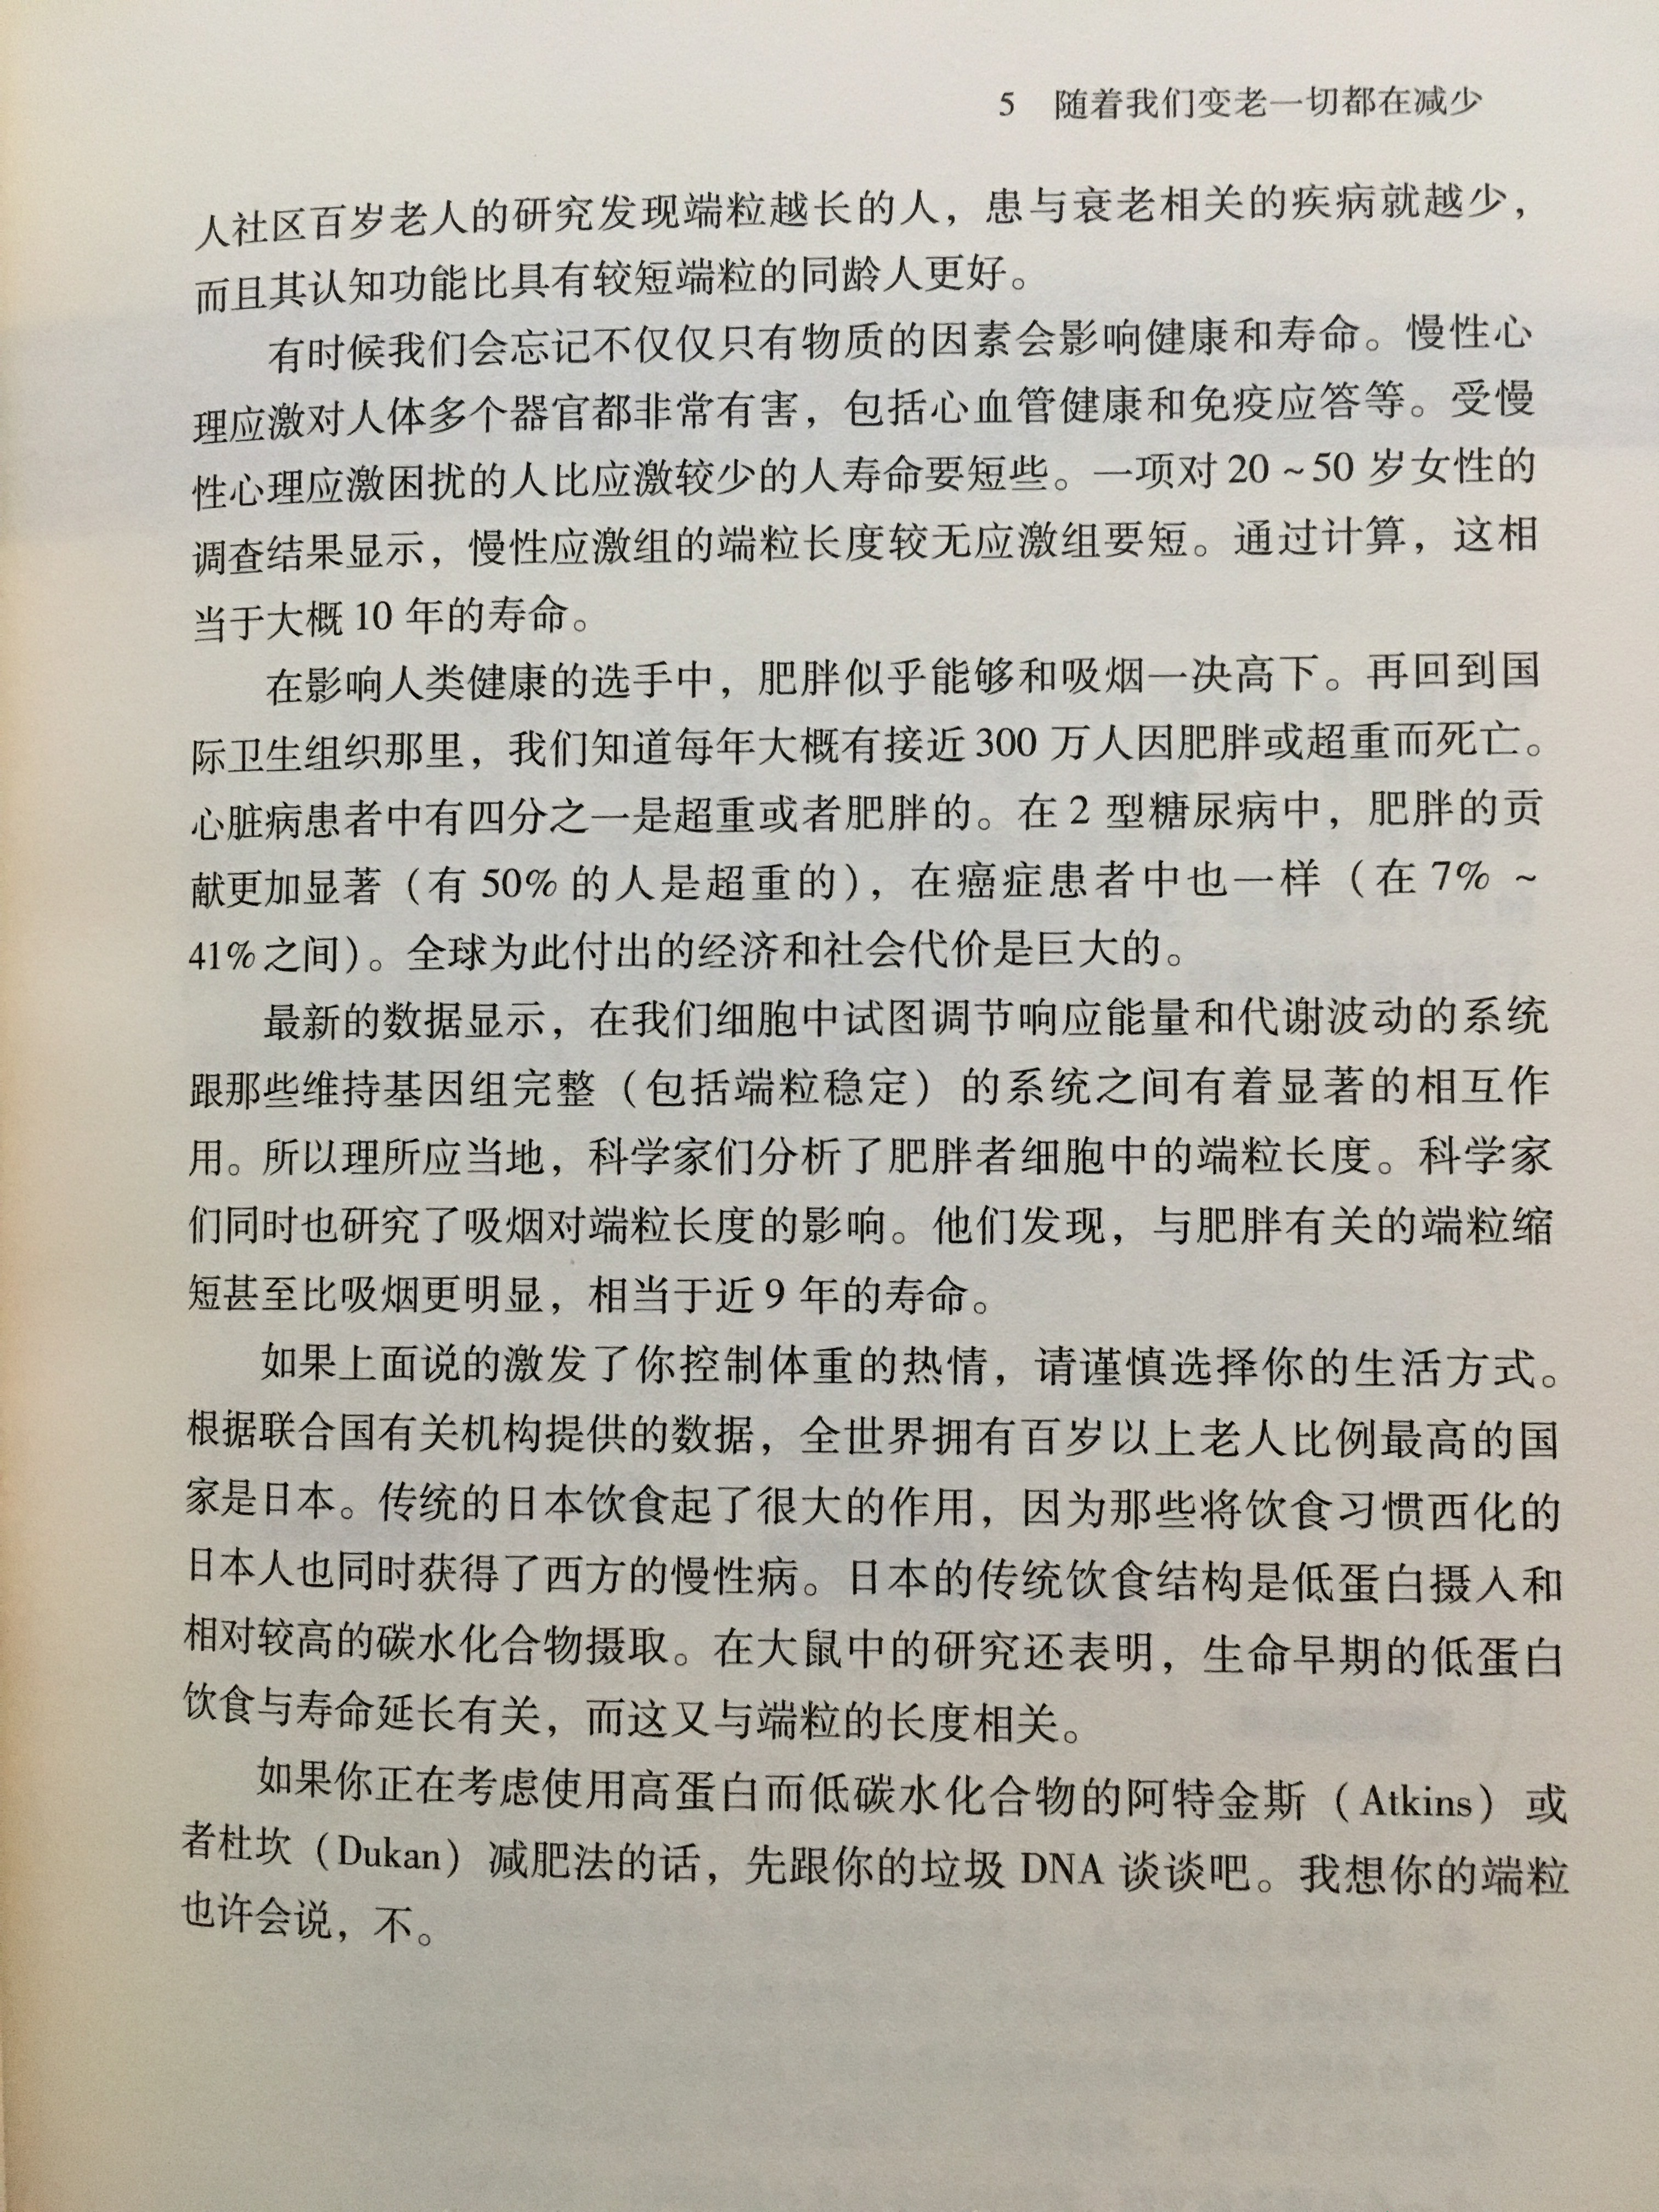 5 随着我们变老一切都在减少
人社区百岁老人的研究发现端粒越长的人，患与衰老相关的疾病就越少，
而且其认知功能比具有较短端粒的同龄人更好。
有时候我们会忘记不仅仅只有物质的因素会影响健康和寿命。慢性心
理应激对人体多个器官都非常有害，包括心血管健康和免疫应答等。受慢
性心理应激困扰的人比应激较少的人寿命要短些。一项对 20～50 岁女性的
调查结果显示，慢性应激组的端粒长度较无应激组要短。通过计算，这相
当于大概 10 年的寿命。
在影响人类健康的选手中，肥胖似乎能够和吸烟一决高下。再回到国
际卫生组织那里，我们知道每年大概有接近 300 万人因肥胖或超重而死亡。
心脏病患者中有四分之一是超重或者肥胖的。在 2 型糖尿病中，肥胖的贡
献更加显著（有 50% 的人是超重的），在癌症患者中也一样（在 7% ～
41%之间）。全球为此付出的经济和社会代价是巨大的。
最新的数据显示，在我们细胞中试图调节响应能量和代谢波动的系统
跟那些维持基因组完整（包括端粒稳定）的系统之间有着显著的相互作
用。所以理所应当地，科学家们分析了肥胖者细胞中的端粒长度。科学家
们同时也研究了吸烟对端粒长度的影响。他们发现，与肥胖有关的端粒缩
短甚至比吸烟更明显，相当于近 9 年的寿命。
如果上面说的激发了你控制体重的热情，请谨慎选择你的生活方式。
根据联合国有关机构提供的数据，全世界拥有百岁以上老人比例最高的国
家是日本。传统的日本饮食起了很大的作用，因为那些将饮食习惯西化的
日本人也同时获得了西方的慢性病。日本的传统饮食结构是低蛋白摄入和
相对较高的碳水化合物摄取。在大鼠中的研究还表明，生命早期的低蛋白
饮食与寿命延长有关，而这又与端粒的长度相关。
如果你正在考虑使用高蛋白而低碳水化合物的阿特金斯（Atkins）或
者杜坎（Dukan）减肥法的话，先跟你的垃圾 DNA 谈谈吧。我想你的端粒
也许会说，不。